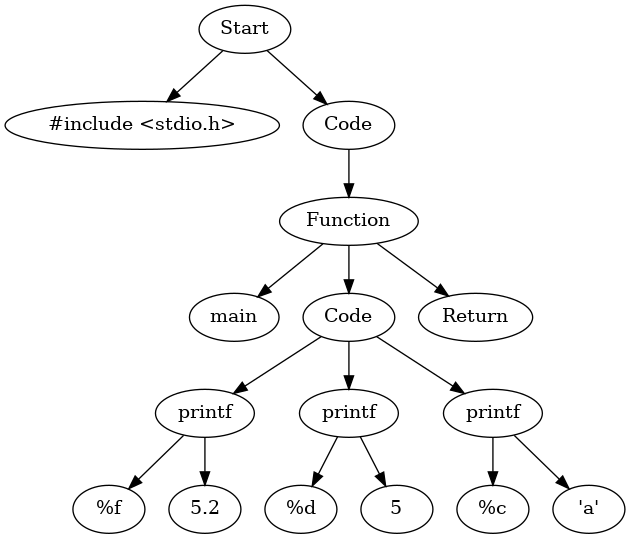 Start
#include <stdio.h>
Code
Function
main
Code
Return
printf
printf
printf
%f
5.2
%d
5
%c
'a'